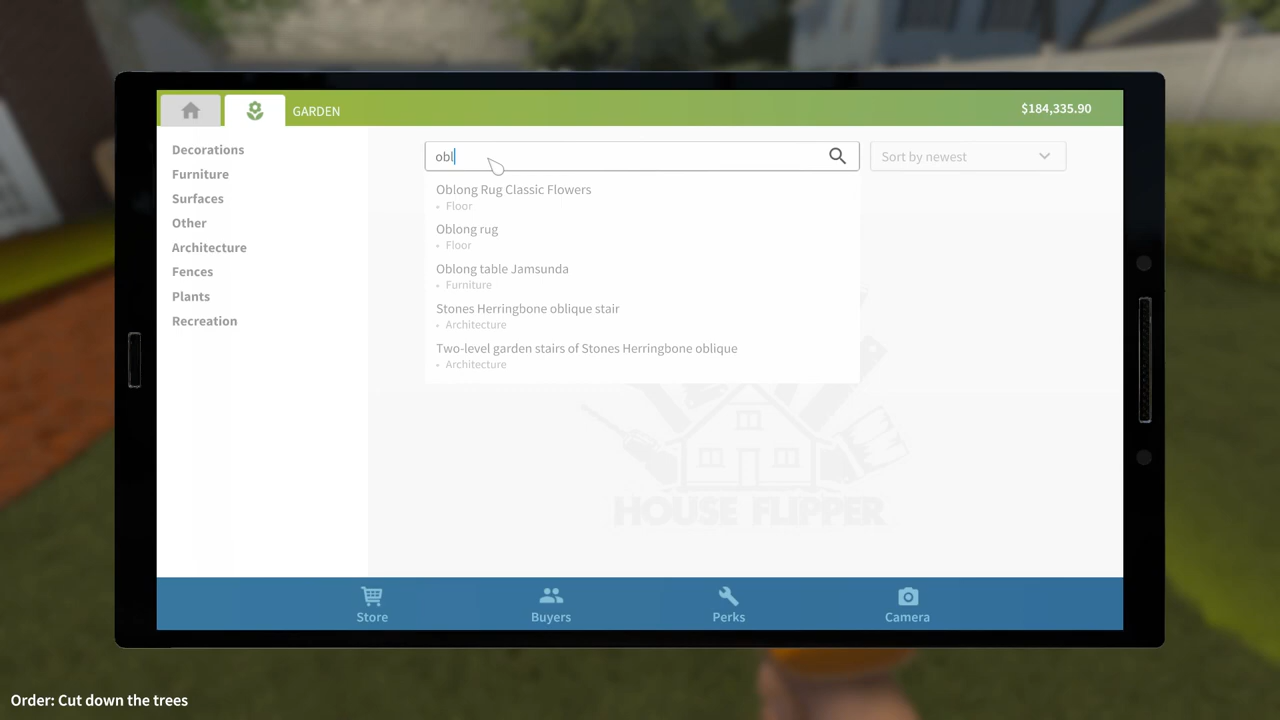 GARDEN
$184,335.90
Decorations
Furniture
Surfaces
Other
Architecture
Fences
Plants
Recreation
obl
Sort by newest
Oblong Rug Classic Flowers
• Floor
Oblong rug
• Floor
Oblong table Jamsunda
• Furniture
Stones Herringbone oblique stair
• Architecture
Two-level garden stairs of Stones Herringbone oblique
• Architecture
HOUSE FLIPPER
Store
Buyers
Perks
Camera
Order: Cut down the trees